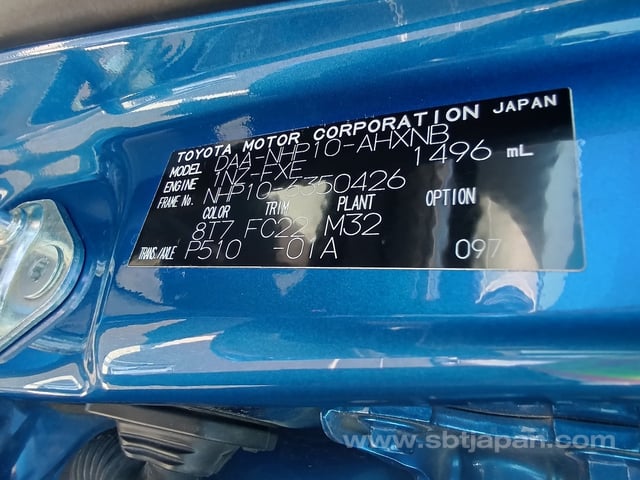 TOYOTA MOTOR CORPORATION JAPAN
MODEL DAA-NHP10-AHXNB
ENGINE 1NZ-FXE 1496 mL
FRAME No. NHP10-6350426
COLOR TRIM PLANT OPTION
8T7 FC22 M32
TRANS./AXLE P510 -01A 097
www.sbtjapan.com